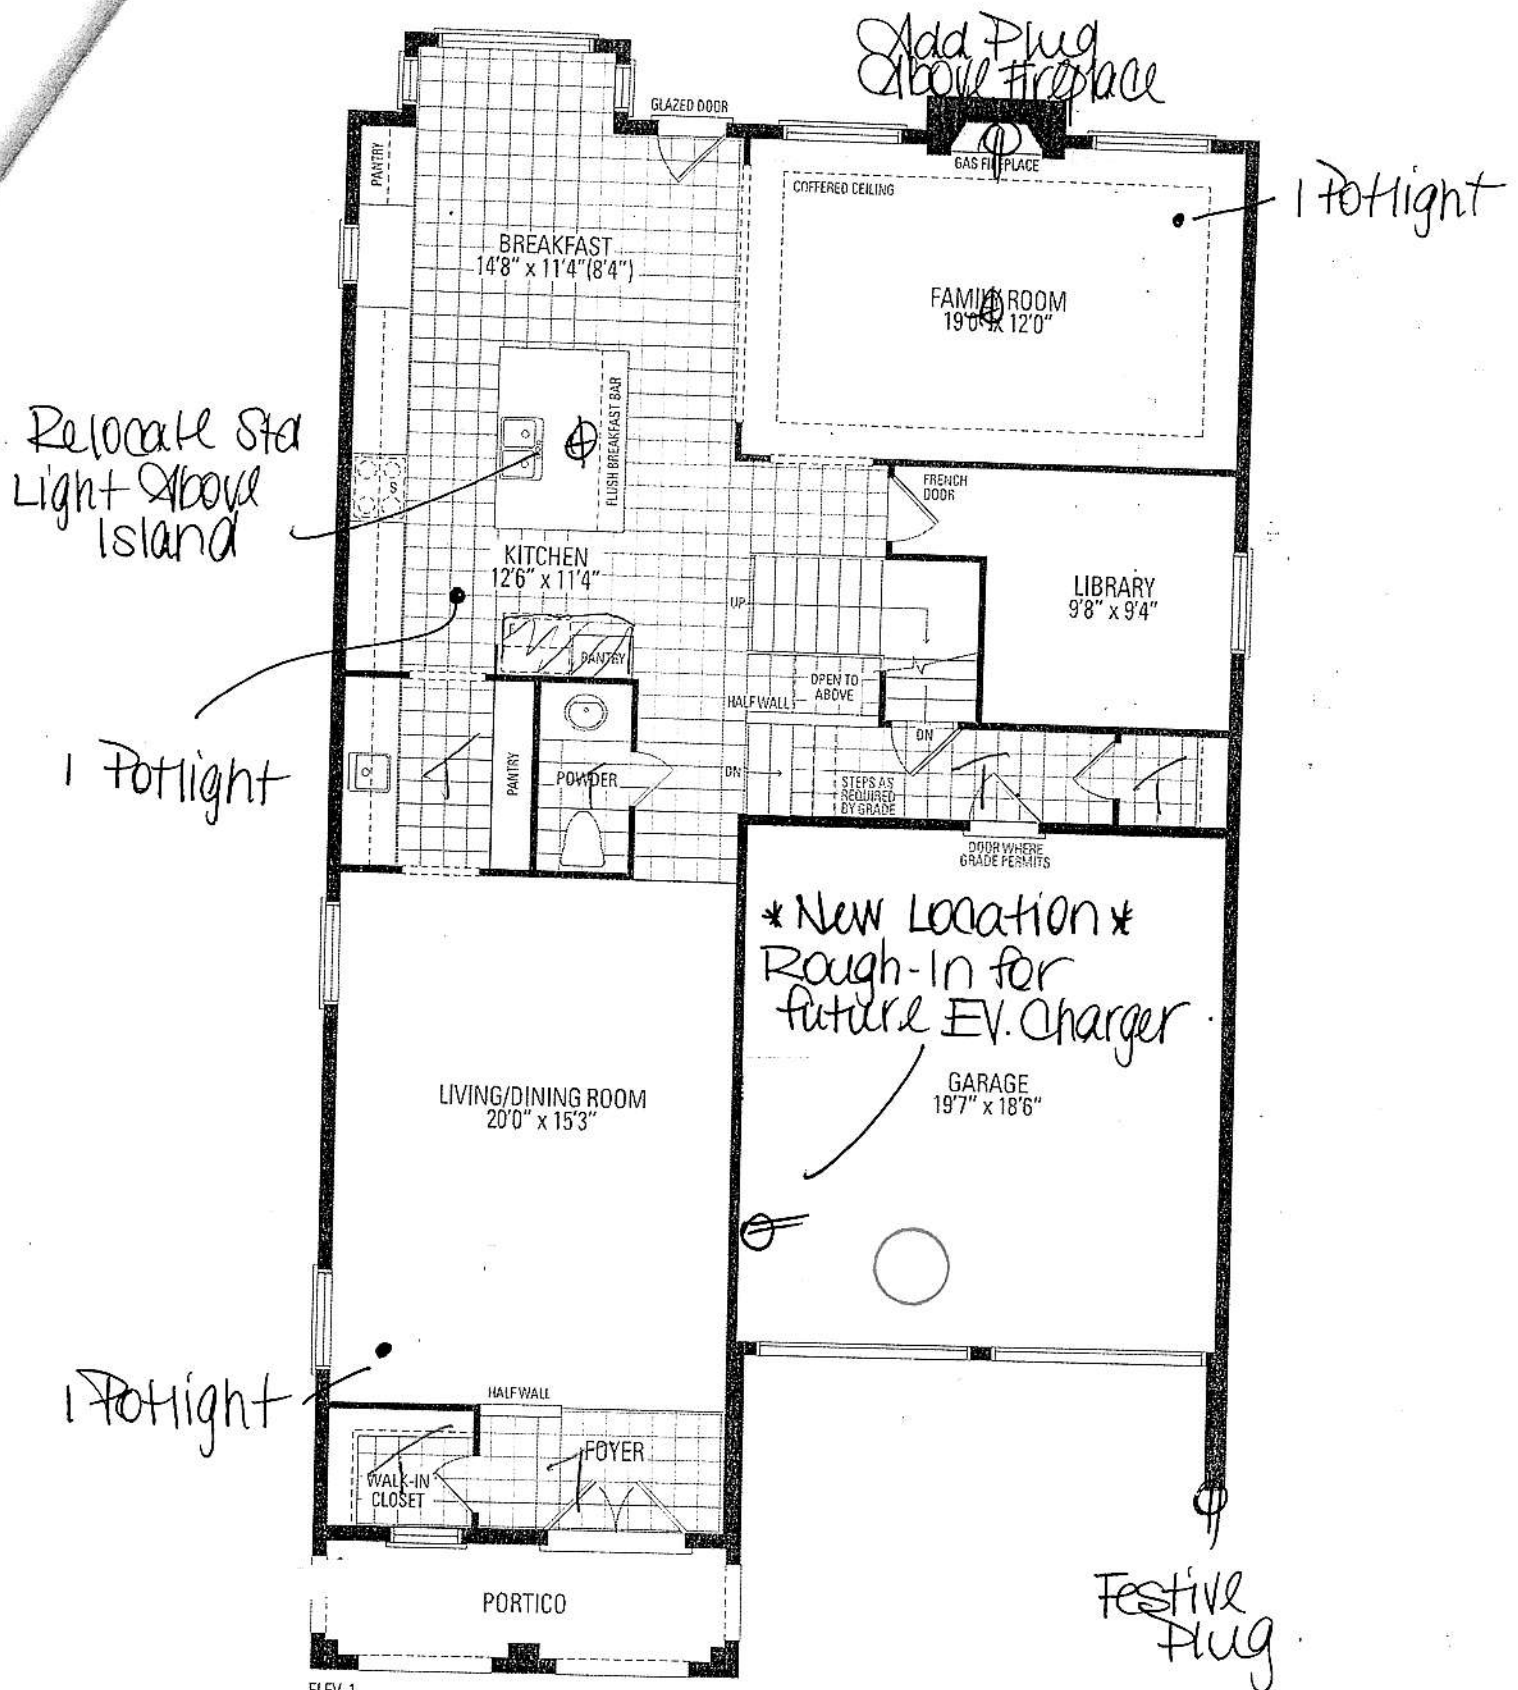 Add Plug
Above Fireplace
GLAZED DOOR
GAS FIREPLACE
PANTRY
COFFERED CEILING
1 Potlight
BREAKFAST
14'8" x 11'4"(8'4")
FAMILY ROOM
19'0" x 12'0"
FLUSH BREAKFAST BAR
Relocate Std
Light Above
Island
S
FRENCH
DOOR
KITCHEN
12'6" x 11'4"
LIBRARY
9'8" x 9'4"
UP
F
PANTRY
OPEN TO
ABOVE
HALF WALL
DN
1 Potlight
PANTRY
POWDER
DN
STEPS AS
REQUIRED
BY GRADE
DOOR WHERE
GRADE PERMITS
*New Location*
Rough-In for
future EV. Charger
GARAGE
19'7" x 18'6"
LIVING/DINING ROOM
20'0" x 15'3"
1 Potlight
HALF WALL
FOYER
WALK-IN
CLOSET
PORTICO
Festive
Plug
ELEV. 1